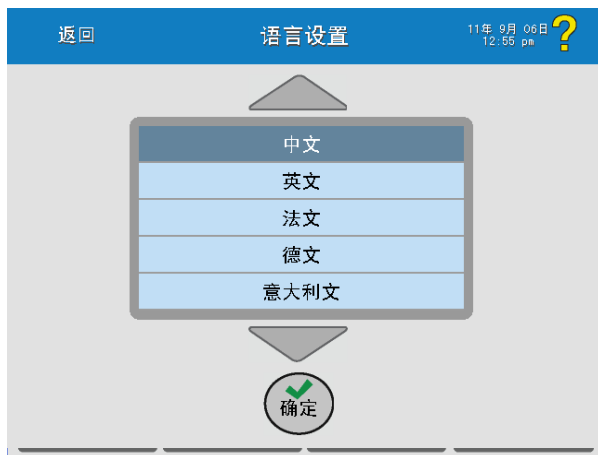 返回
语言设置
11年 9月 06日
12:55 pm
?
中文
英文
法文
德文
意大利文
确定